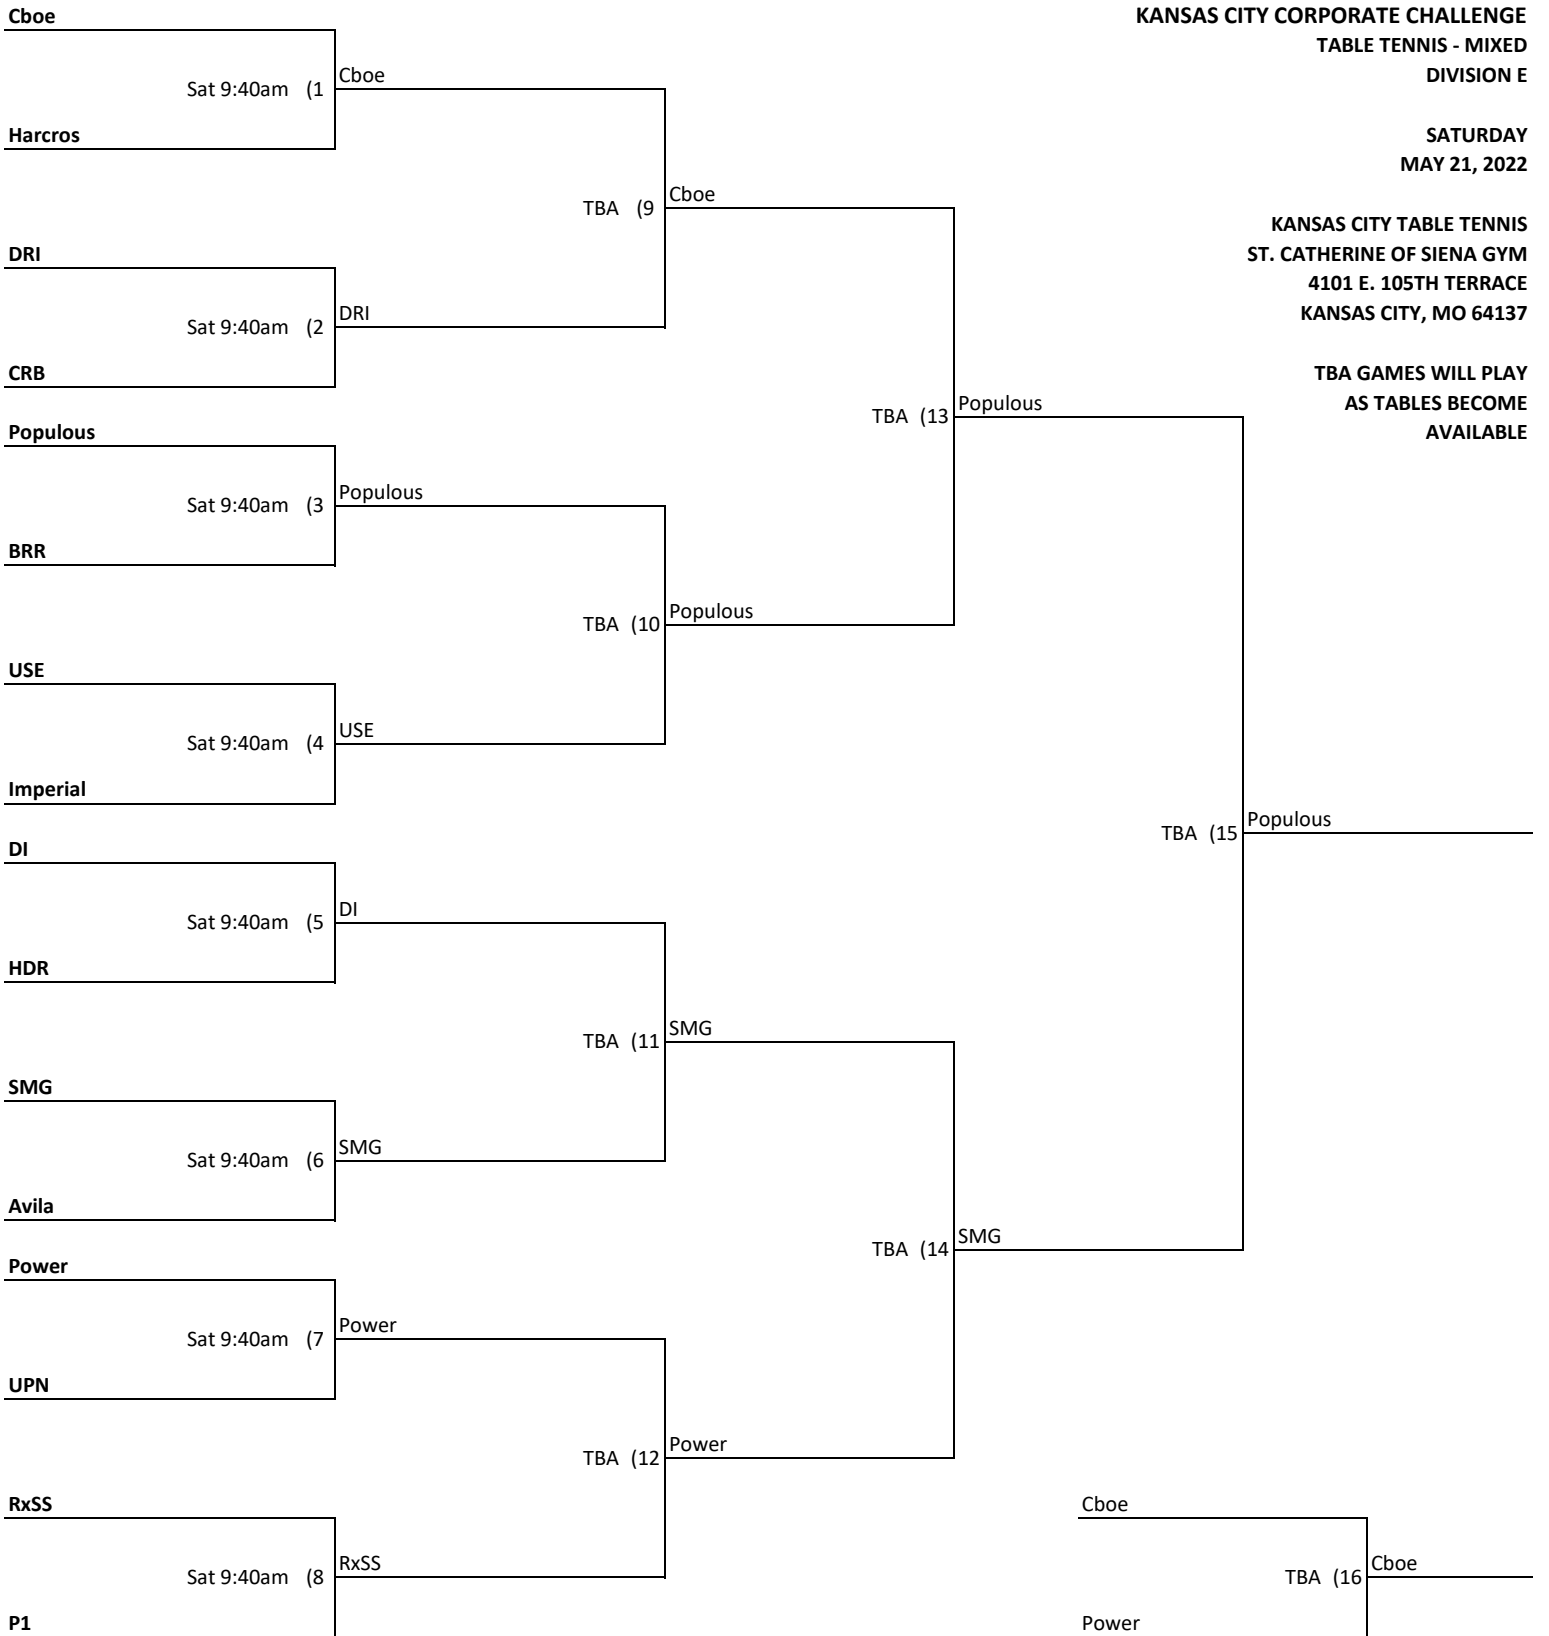 Cboe
KANSAS CITY CORPORATE CHALLENGE
TABLE TENNIS - MIXED
DIVISION E
Sat 9:40am (1
Cboe
Harcros
SATURDAY
MAY 21, 2022
TBA (9
Cboe
KANSAS CITY TABLE TENNIS
ST. CATHERINE OF SIENA GYM
4101 E. 105TH TERRACE
KANSAS CITY, MO 64137
DRI
Sat 9:40am (2
DRI
CRB
TBA GAMES WILL PLAY
AS TABLES BECOME
AVAILABLE
TBA (13
Populous
Populous
Sat 9:40am (3
Populous
BRR
TBA (10
Populous
USE
Sat 9:40am (4
USE
Imperial
TBA (15
Populous
DI
Sat 9:40am (5
DI
HDR
TBA (11
SMG
SMG
Sat 9:40am (6
SMG
Avila
TBA (14
SMG
Power
Sat 9:40am (7
Power
UPN
TBA (12
Power
RxSS
Cboe
Sat 9:40am (8
RxSS
TBA (16
Cboe
P1
Power